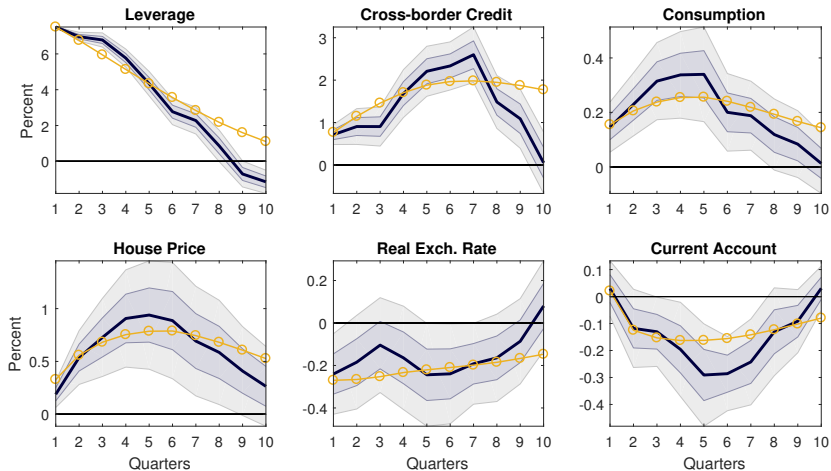 Leverage
Percent
6
4
2
0
1 2 3 4 5 6 7 8 9 10
Cross-border Credit
3
2
1
0
1 2 3 4 5 6 7 8 9 10
Consumption
0.4
0.2
0
1 2 3 4 5 6 7 8 9 10
House Price
Percent
1
0.5
0
1 2 3 4 5 6 7 8 9 10
Quarters
Real Exch. Rate
0.2
0
-0.2
-0.4
1 2 3 4 5 6 7 8 9 10
Quarters
Current Account
0.1
0
-0.1
-0.2
-0.3
-0.4
1 2 3 4 5 6 7 8 9 10
Quarters